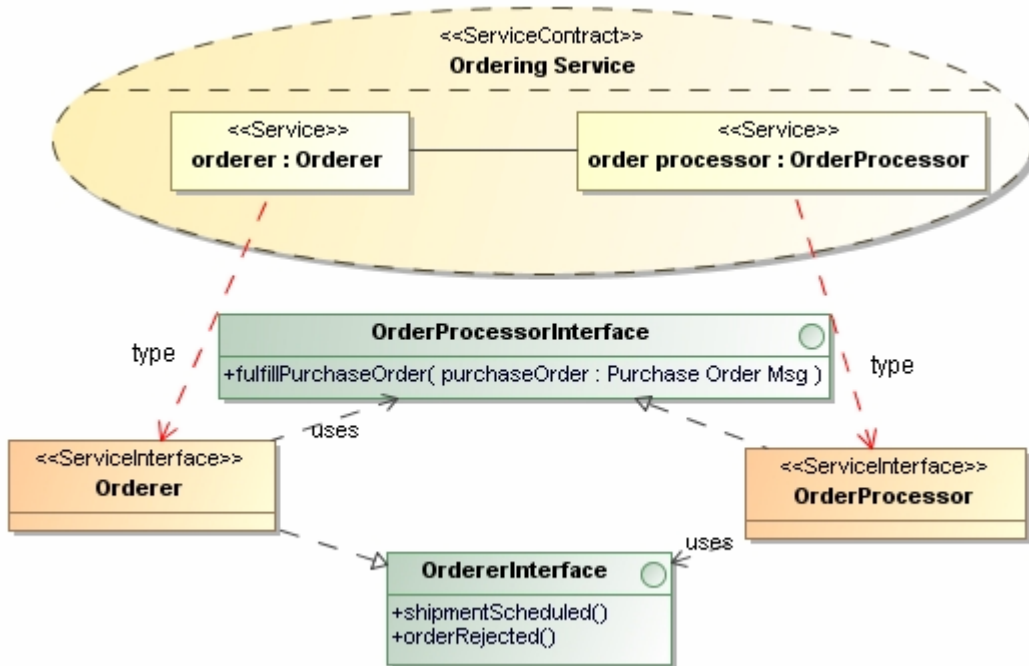 <<ServiceContract>>
Ordering Service
<<Service>>
orderer : Orderer
<<Service>>
order processor : OrderProcessor
OrderProcessorInterface
+fulfillPurchaseOrder( purchaseOrder : Purchase Order Msg )
type
type
uses
<<ServiceInterface>>
Orderer
<<ServiceInterface>>
OrderProcessor
uses
OrdererInterface
+shipmentScheduled()
+orderRejected()